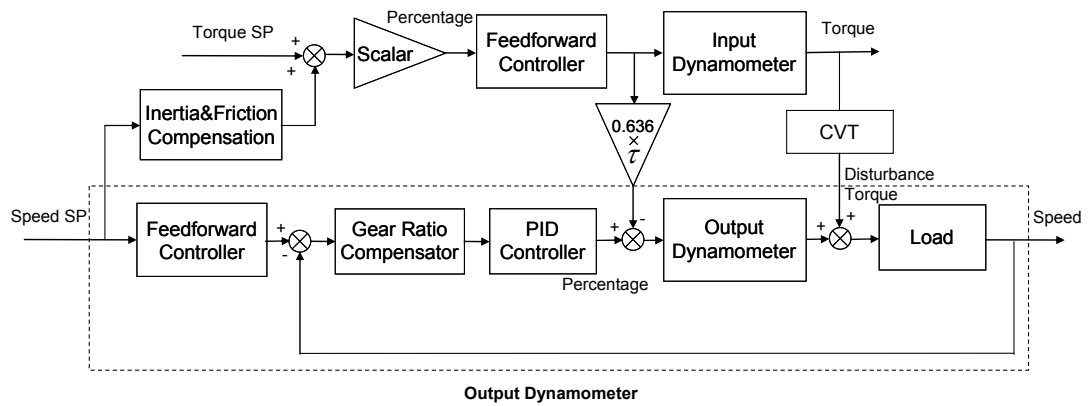 Percentage
Torque SP
+
+
Scalar
Feedforward
Controller
Input
Dynamometer
Torque
Inertia&Friction
Compensation
0.636
×
τ
CVT
Disturbance
Torque
Speed SP
Feedforward
Controller
+
-
Gear Ratio
Compensator
PID
Controller
+
-
Percentage
Output
Dynamometer
+
+
Load
Speed
Output Dynamometer